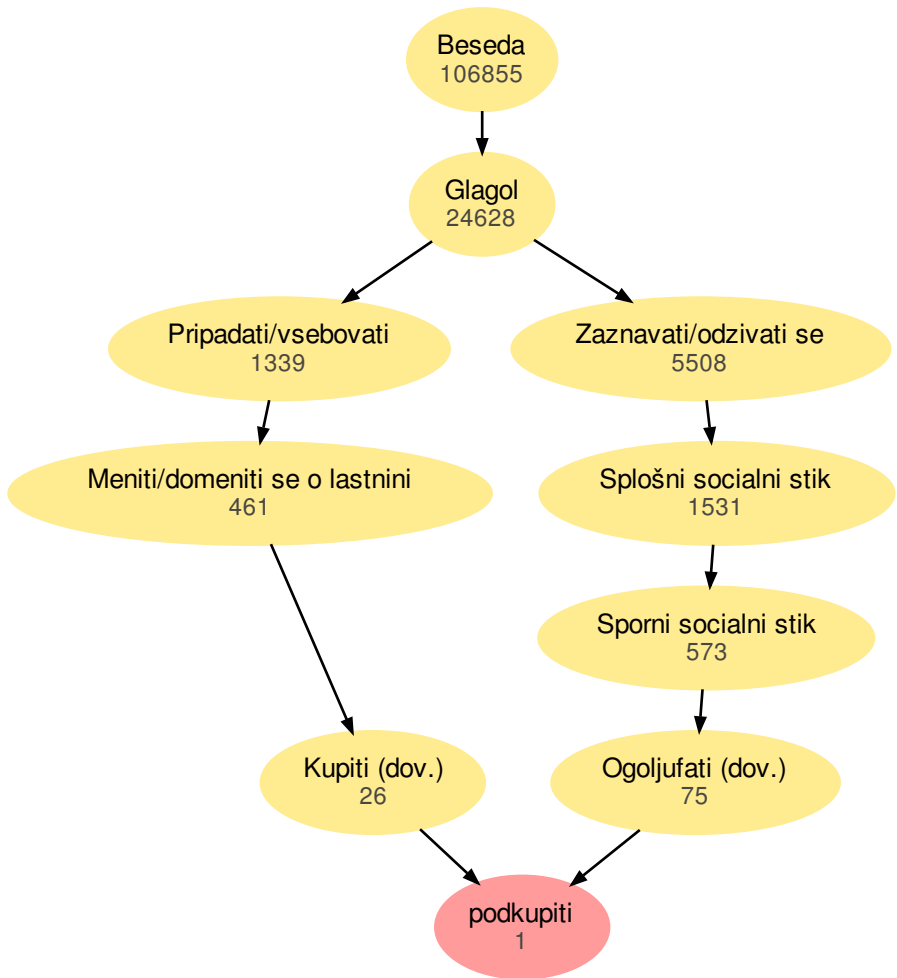 Beseda
106855
Glagol
24628
Pripadati/vsebovati
1339
Zaznavati/odzivati se
5508
Meniti/domeniti se o lastnini
461
Splošni socialni stik
1531
Sporni socialni stik
573
Kupiti (dov.)
26
Ogoljufati (dov.)
75
podkupiti
1